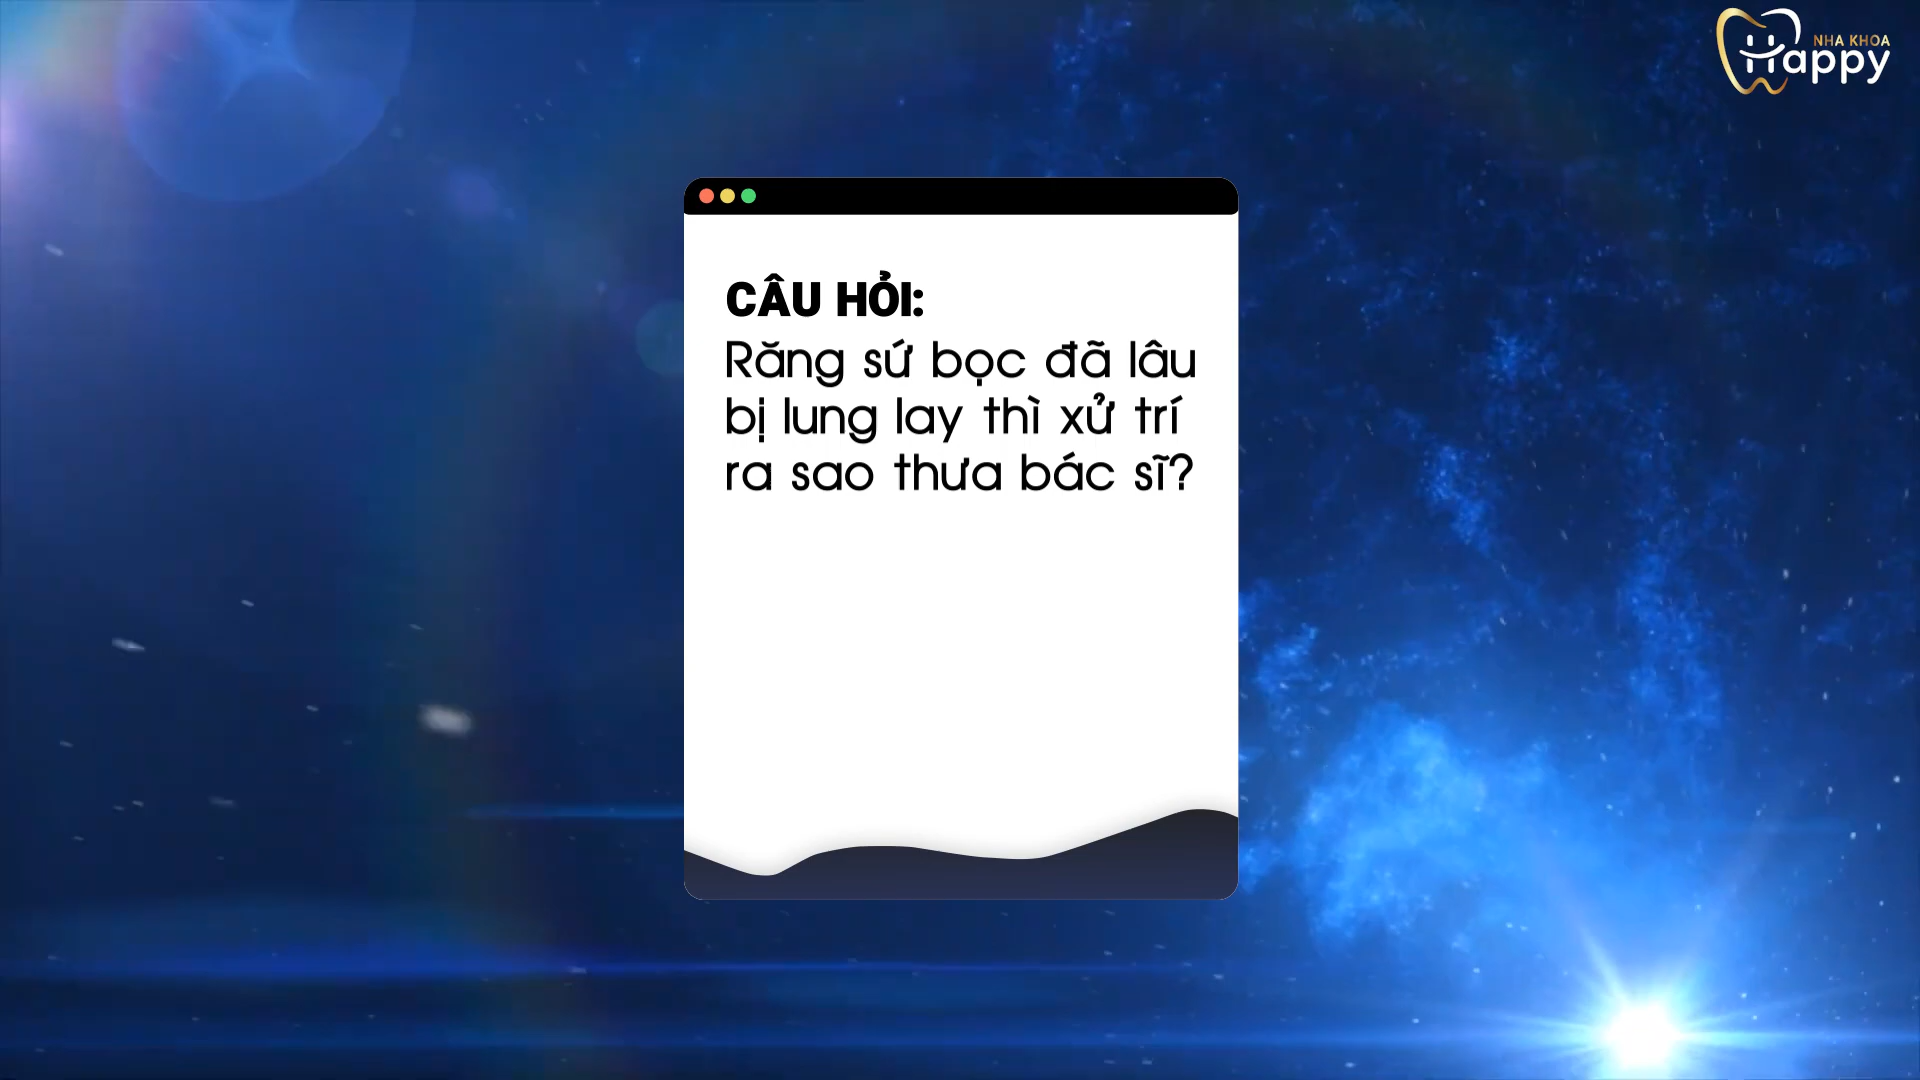 NHA KHOA
Happy
CÂU HỎI:
Răng sứ bọc đã lâu
bị lung lay thì xử trí
ra sao thưa bác sĩ?